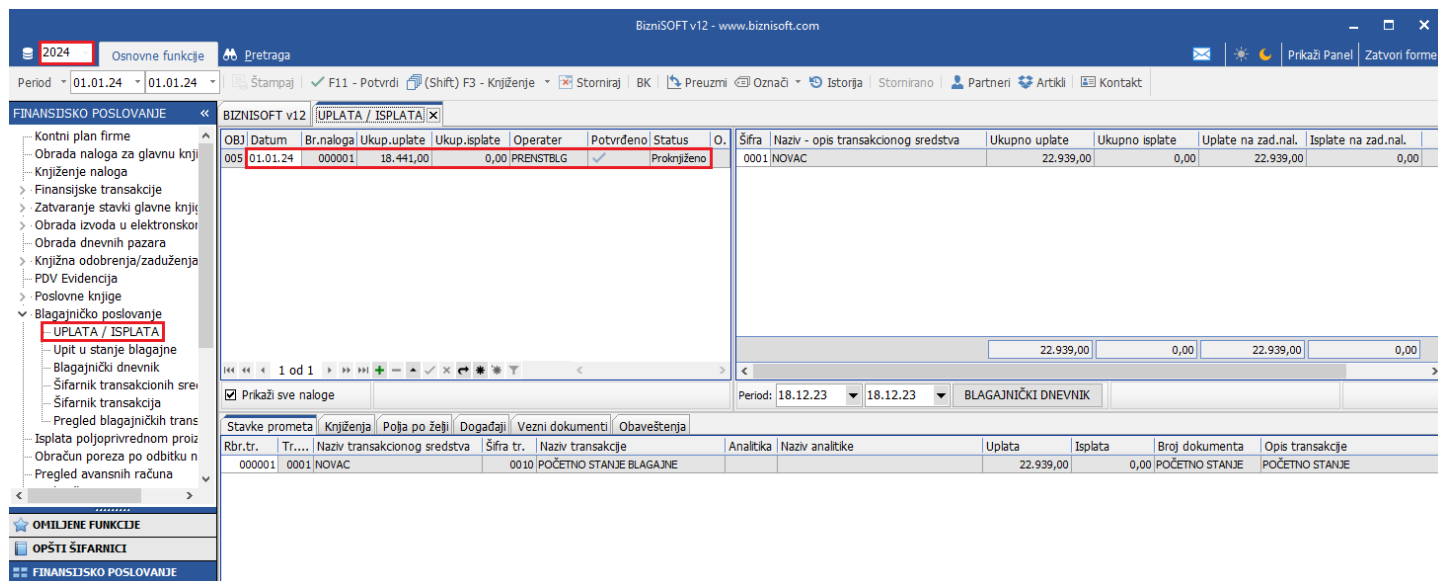 BizniSOFT v12 - www.biznisoft.com
2024 Osnovne funkcije Pretraga Prikaži Panel Zatvori forme
Period 01.01.24 01.01.24 Štampaj F11 - Potvrdi (Shift) F3 - Knjiženje Storniraj BK Preuzmi Označi Istorija Stornirano Partneri Artikli Kontakt
FINANSIJSKO POSLOVANJE «
Kontni plan firme
Obrada naloga za glavnu knji
Knjiženje naloga
Finansijske transakcije
Zatvaranje stavki glavne knjig
Obrada izvoda u elektronskor
Obrada dnevnih pazara
Knjižna odobrenja/zaduženja
PDV Evidencija
Poslovne knjige
Blagajničko poslovanje
UPLATA / ISPLATA
Upit u stanje blagajne
Blagajnički dnevnik
Šifarnik transakcionih sre
Šifarnik transakcija
Pregled blagajničkih trans
Isplata poljoprivrednom proiz
Obračun poreza po odbitku n
Pregled avansnih računa
OMILJENE FUNKCIJE
OPŠTI ŠIFARNICI
FINANSIJSKO POSLOVANJE
BIZNISOFT v12 UPLATA / ISPLATA
OBJ Datum Br.naloga Ukup.uplate Ukup.isplate Operater Potvrđeno Status O.
005 01.01.24 000001 18.441,00 0,00 PRENSTBLG Proknjiženo
1 od 1
Prikaži sve naloge
Šifra Naziv - opis transakcionog sredstva Ukupno uplate Ukupno isplate Uplate na zad.nal. Isplate na zad.nal.
0001 NOVAC 22.939,00 0,00 22.939,00 0,00
22.939,00 0,00 22.939,00 0,00
Period: 18.12.23 18.12.23 BLAGAJNIČKI DNEVNIK
Stavke prometa Knjiženja Polja po želji Događaji Vezni dokumenti Obaveštenja
Rbr.tr. Tr.... Naziv transakcionog sredstva Šifra tr. Naziv transakcije Analitika Naziv analitike Uplata Isplata Broj dokumenta Opis transakcije
000001 0001 NOVAC 0010 POČETNO STANJE BLAGAJNE 22.939,00 0,00 POČETNO STANJE POČETNO STANJE